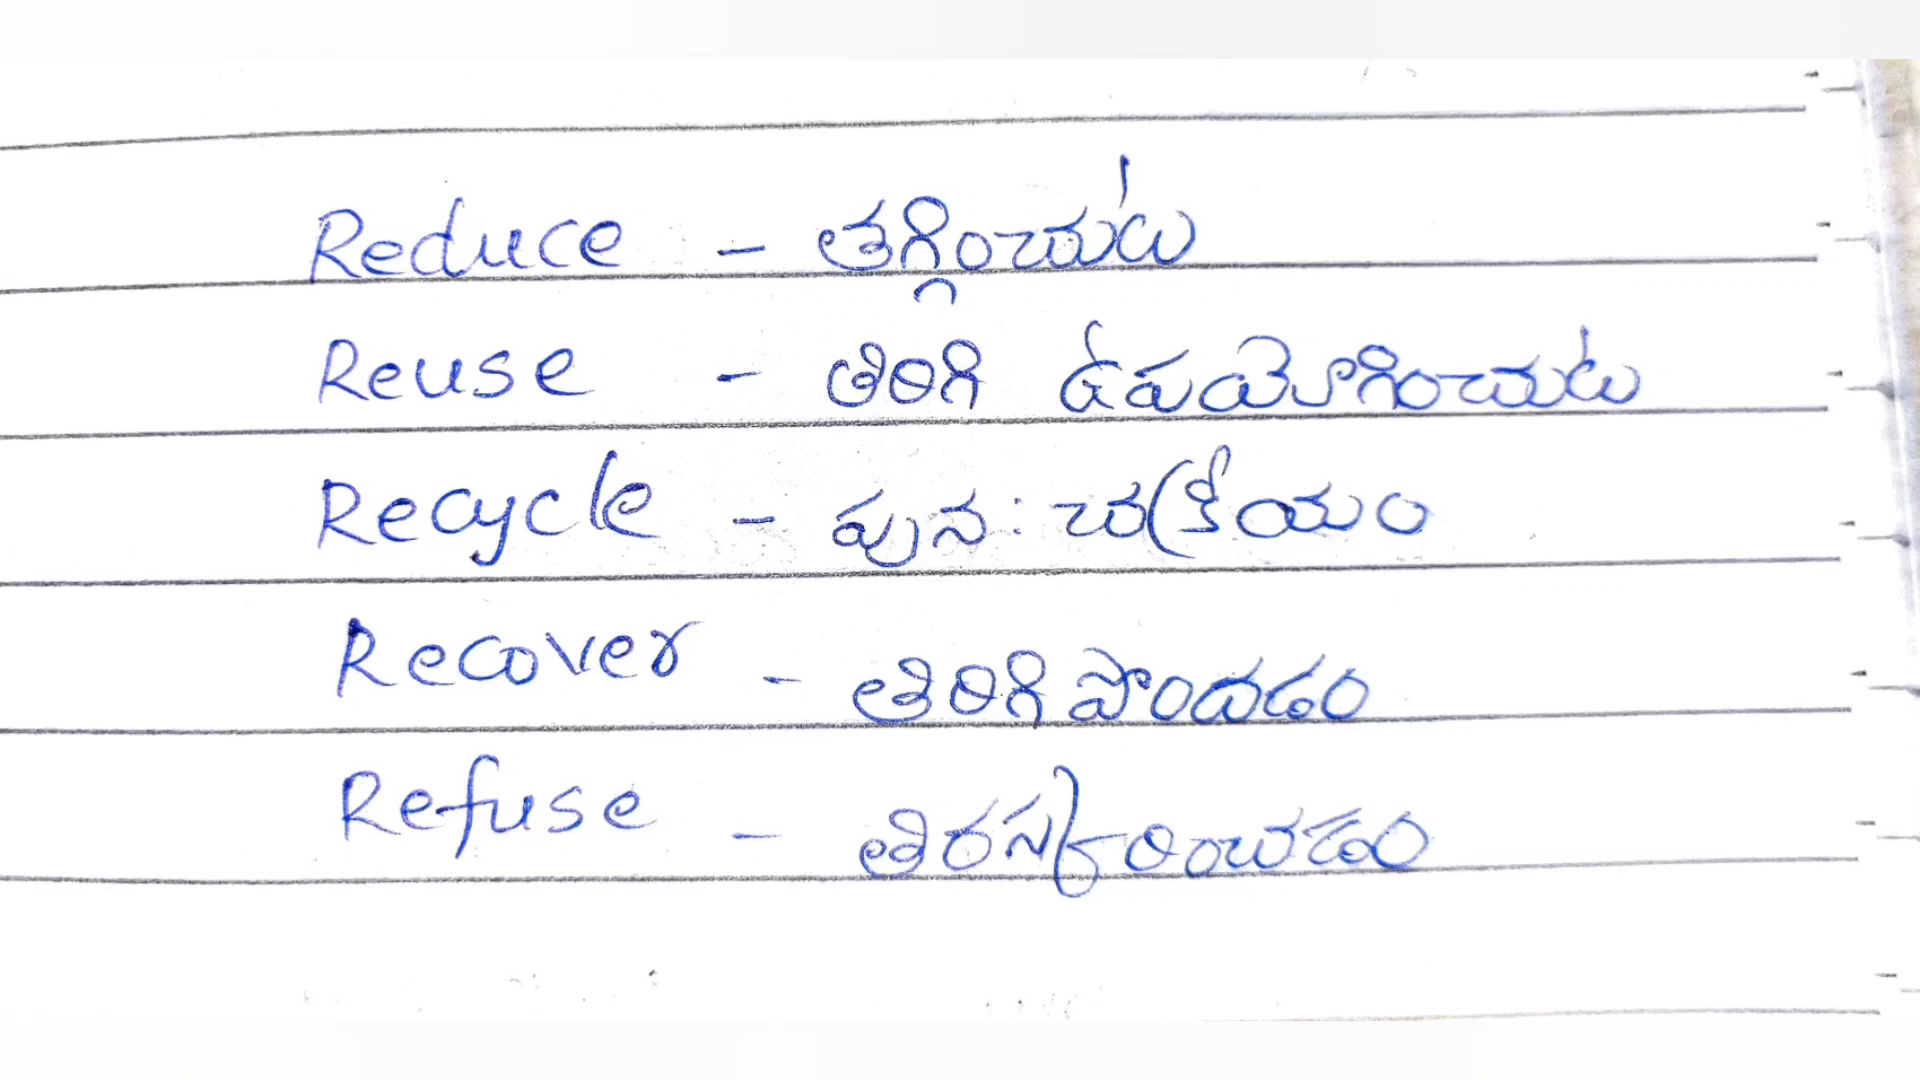 Reduce - తగ్గించుట
Reuse - తిరిగి ఉపయోగించుట
Recycle - పున: చక్రీయం
Recover - తిరిగి పొందడం
Refuse - తిరస్కరించడం